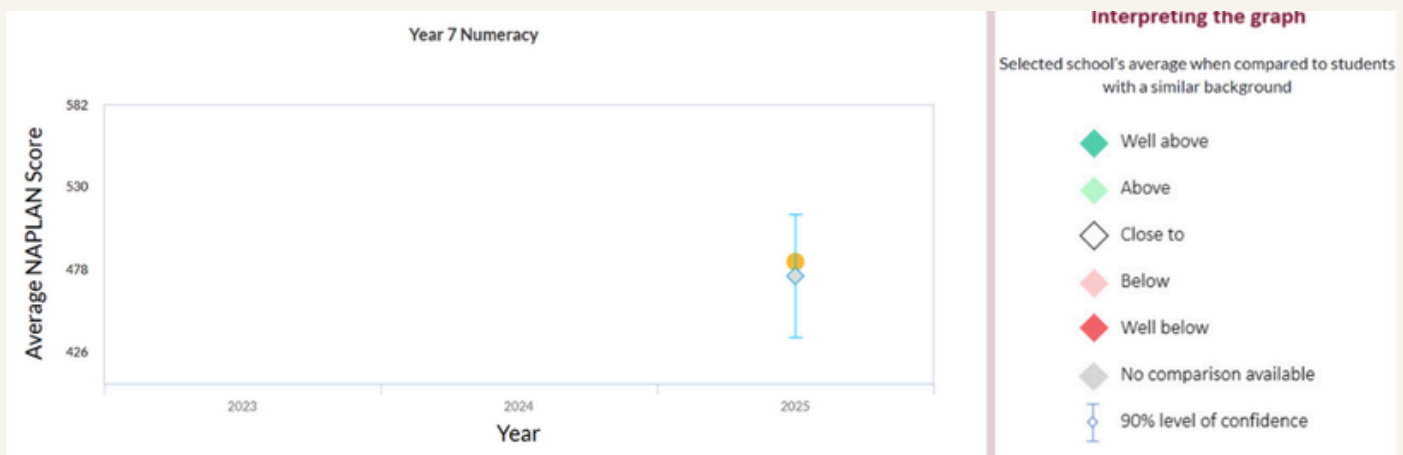 Year 7 Numeracy
582
530
478
426
Average NAPLAN Score
2023 2024 2025
Year
Interpreting the graph
Selected school's average when compared to students
with a similar background
Well above
Above
Close to
Below
Well below
No comparison available
90% level of confidence